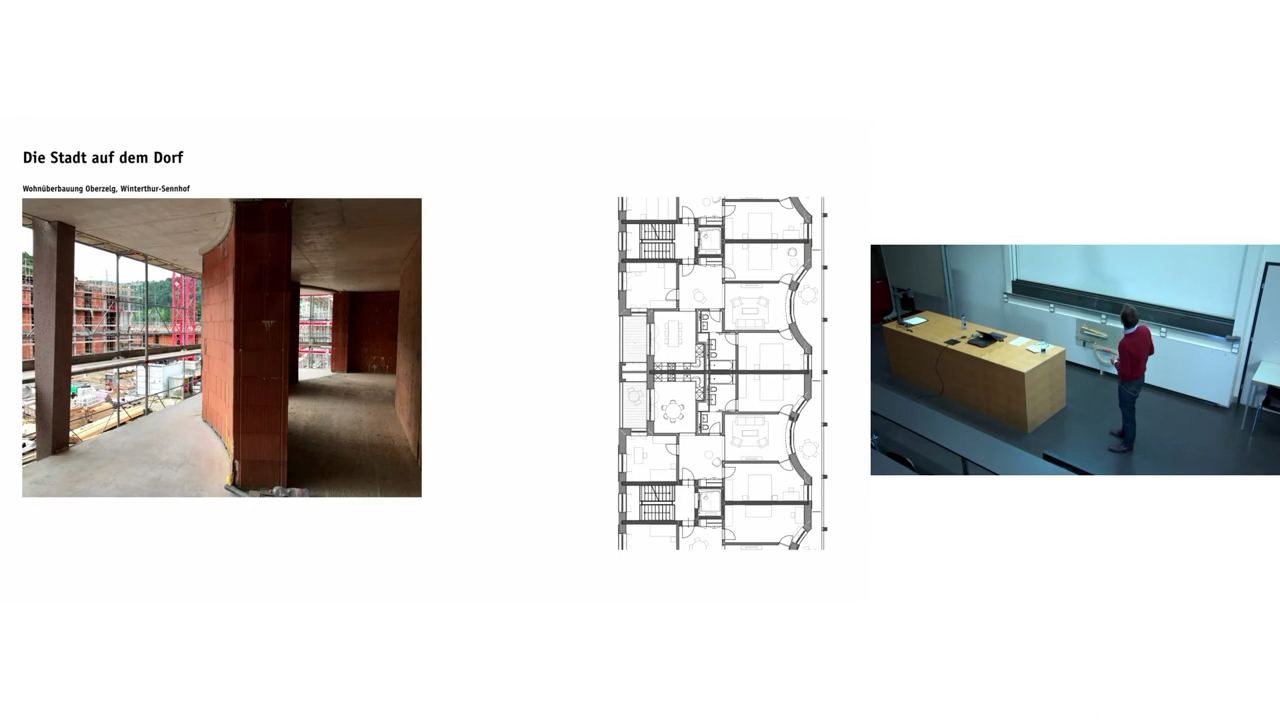 Die Stadt auf dem Dorf
Wohnüberbauung Oberzelg, Winterthur-Sennhof